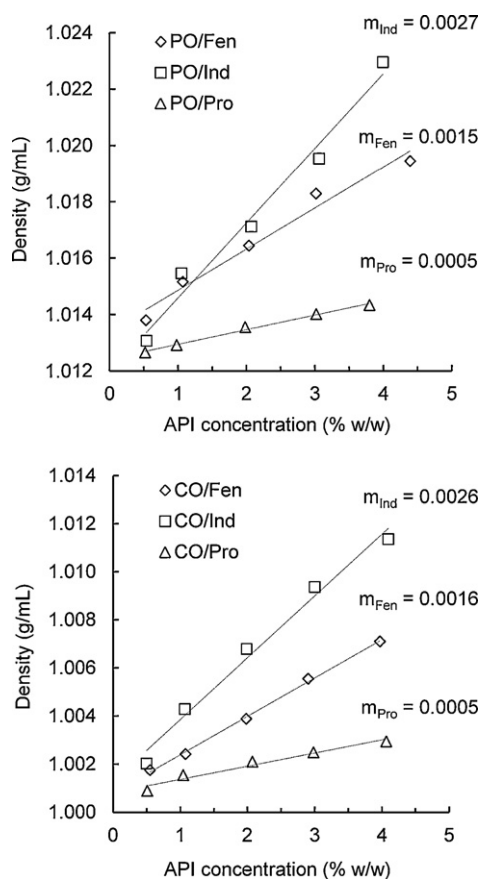 1.026
m_Ind = 0.0027
1.024
◇PO/Fen
□PO/Ind
△PO/Pro
1.022
1.020
m_Fen = 0.0015
1.018
1.016
m_Pro = 0.0005
1.014
1.012
Density (g/mL)
0 1 2 3 4 5
API concentration (% w/w)
1.014
◇CO/Fen
□CO/Ind
△CO/Pro
m_Ind = 0.0026
1.012
1.010
m_Fen = 0.0016
1.008
1.006
m_Pro = 0.0005
1.004
1.002
1.000
Density (g/mL)
0 1 2 3 4 5
API concentration (% w/w)